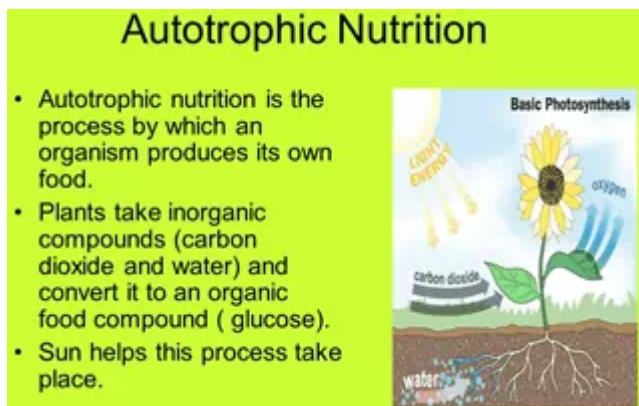 Autotrophic Nutrition
• Autotrophic nutrition is the
process by which an
organism produces its own
food.
• Plants take inorganic
compounds (carbon
dioxide and water) and
convert it to an organic
food compound ( glucose).
• Sun helps this process take
place.
Basic Photosynthesis
LIGHT
ENERGY
oxygen
carbon dioxide
water